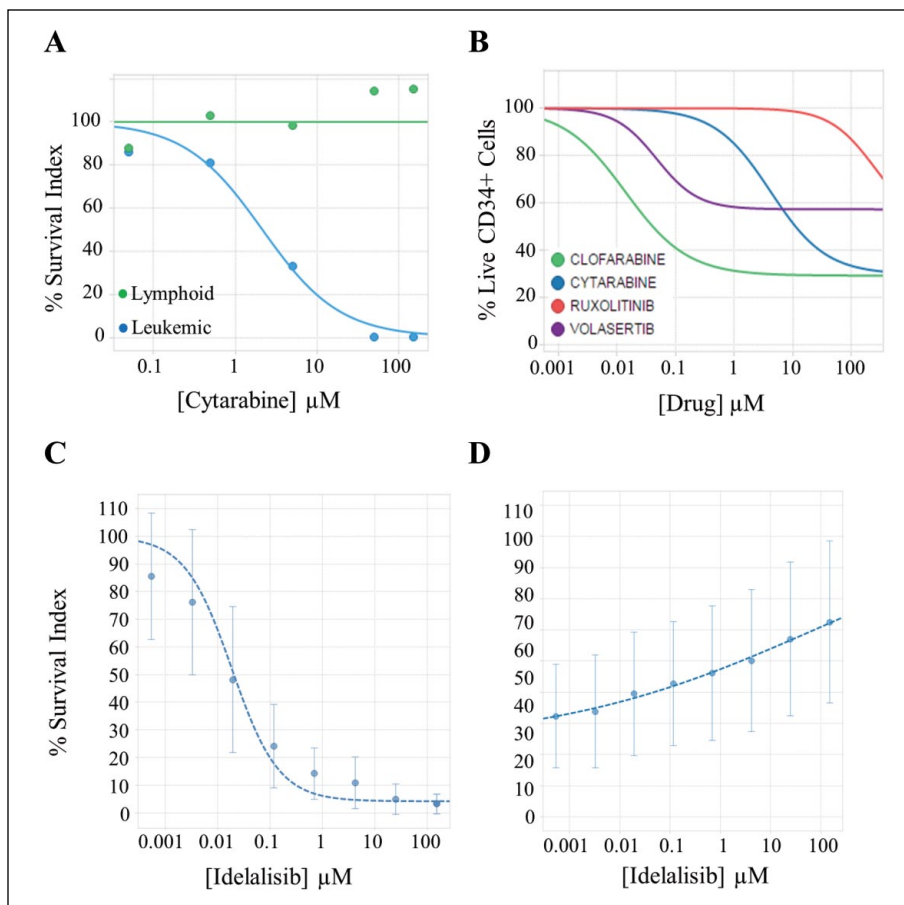 A
% Survival Index
100
80
60
40
20
0
Lymphoid
Leukemic
0.1 1 10 100
[Cytarabine] µM
B
% Live CD34+ Cells
100
80
60
40
20
0
CLOFARABINE
CYTARABINE
RUXOLITINIB
VOLASERTIB
0.001 0.01 0.1 1 10 100
[Drug] µM
C
% Survival Index
110
100
90
80
70
60
50
40
30
20
10
0
0.001 0.01 0.1 1 10 100
[Idelalisib] µM
D
110
100
90
80
70
60
50
40
30
20
10
0
0.001 0.01 0.1 1 10 100
[Idelalisib] µM